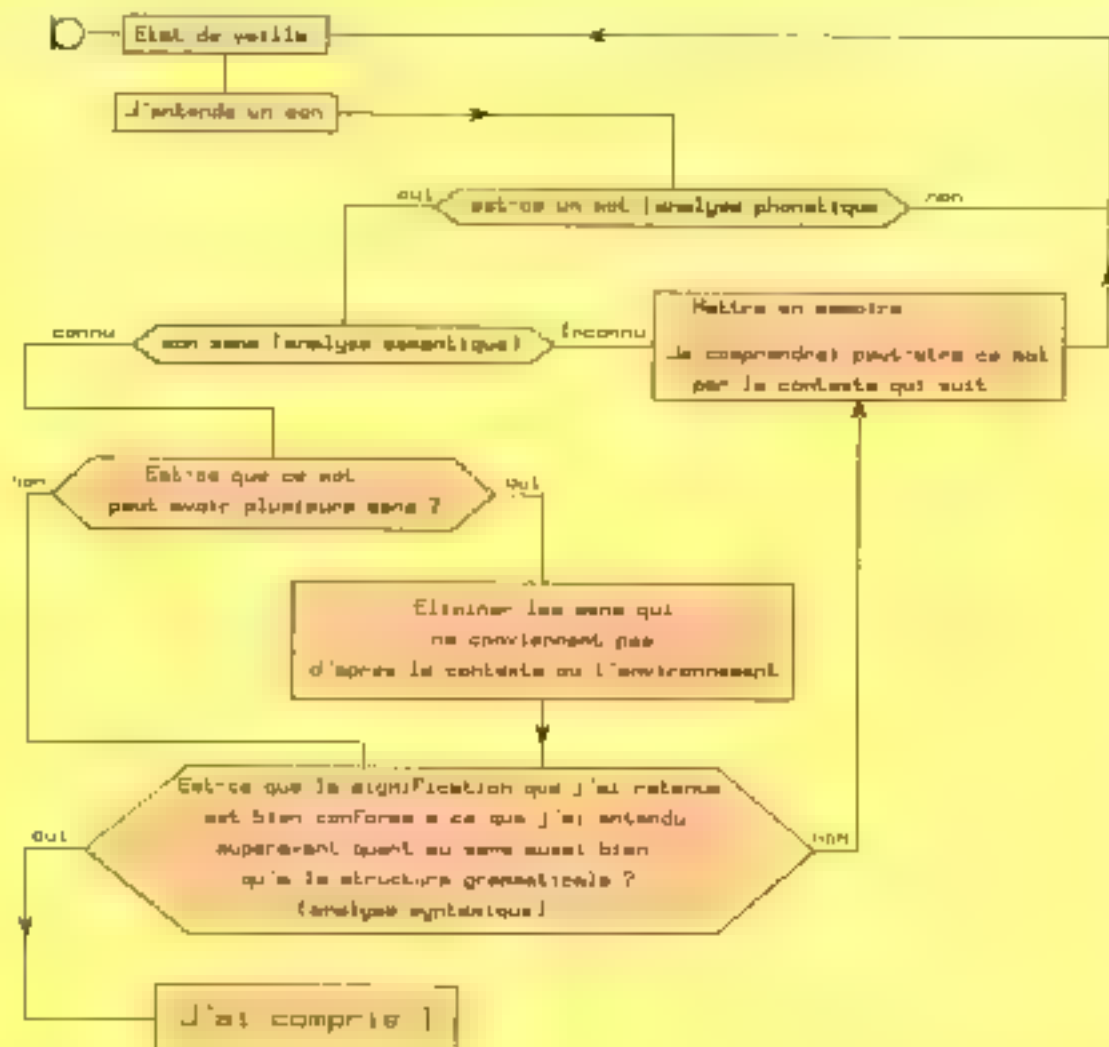 Etat de veille
J'entends un son
oui
est-ce un mot (analyse phonetique
non
connu
son sens (analyse semantique)
inconnu
Mettre en memoire
Je comprendrai peut-etre ce mot
par le contexte qui suit
non
Est-ce que ce mot
peut avoir plusieurs sens ?
oui
Eliminer les sens qui
ne conviennent pas
d'apres le contexte ou l'environnement
Est-ce que la signification que j'ai retenue
est bien conforme a ce que j'ai entendu
auparavant quant au sens aussi bien
qu'a la structure grammaticale ?
(analyse syntaxique)
oui
non
J'ai compris !